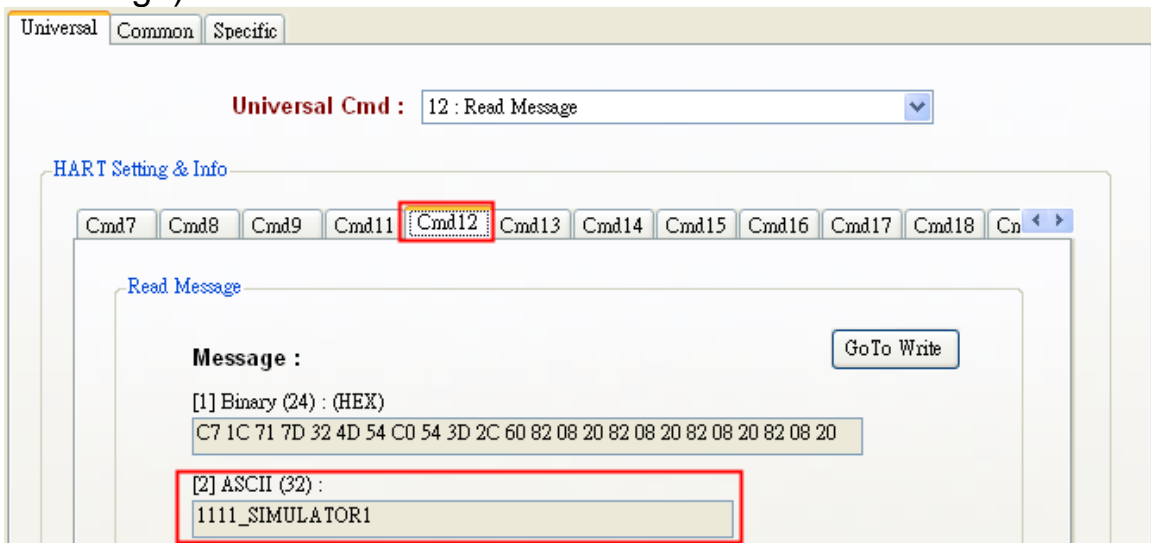 Universal Common Specific
Universal Cmd : 12 : Read Message
HART Setting & Info
Cmd7 Cmd8 Cmd9 Cmd11 Cmd12 Cmd13 Cmd14 Cmd15 Cmd16 Cmd17 Cmd18
Read Message
Message :
GoTo Write
[1] Binary (24) : (HEX)
C7 1C 71 7D 32 4D 54 C0 54 3D 2C 60 82 08 20 82 08 20 82 08 20 82 08 20
[2] ASCII (32) :
1111_SIMULATOR1